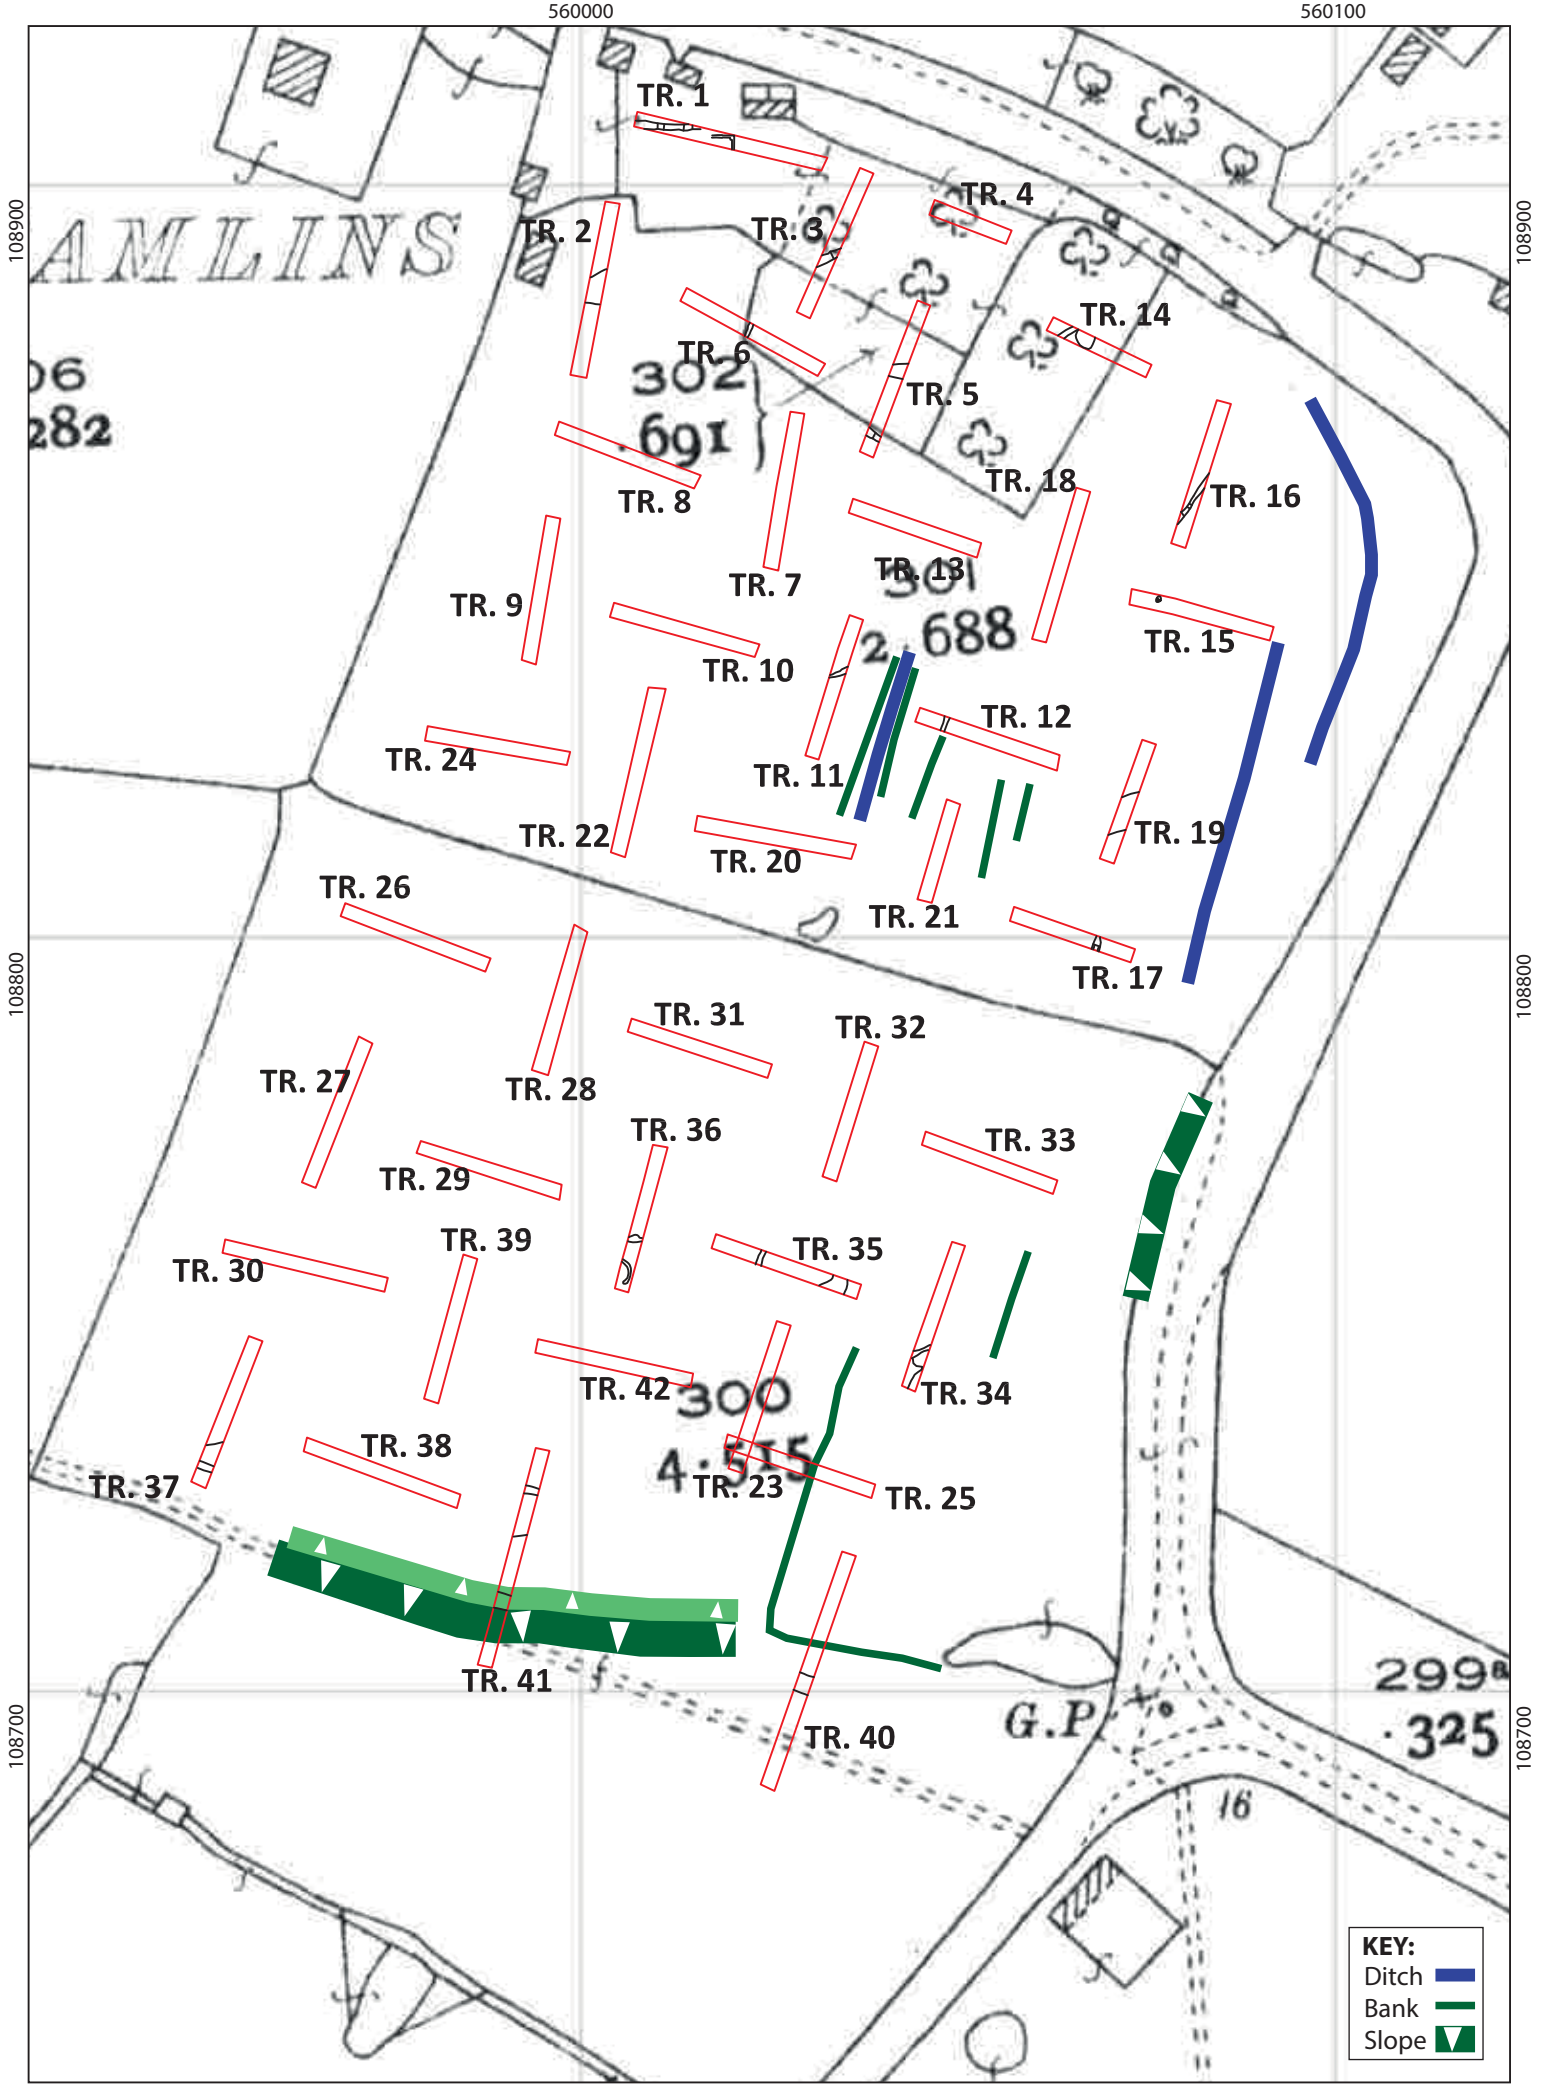 560000 560100
TR. 1
TR. 4
TR. 2 TR. 3
108900 108900
AMLINS
TR. 14
TR. 6
06
282
302
.691
TR. 5
TR. 18
TR. 16
TR. 8
TR. 13
301
2.688
TR. 7
TR. 9
TR. 15
TR. 10
TR. 12
TR. 24
TR. 11
TR. 22
TR. 19
TR. 20
TR. 26
TR. 21
TR. 17
108800 108800
TR. 31
TR. 32
TR. 27
TR. 28
TR. 36
TR. 33
TR. 29
TR. 39
TR. 35
TR. 30
TR. 42
300
4.515
TR. 34
TR. 38
TR. 37
TR. 23
TR. 25
TR. 41
299a
.325
G.P
108700 108700
TR. 40
16
KEY:
Ditch
Bank
Slope